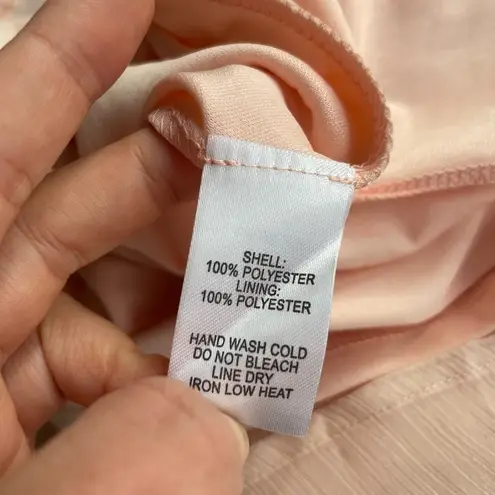 SHELL:
100% POLYESTER
LINING:
100% POLYESTER
HAND WASH COLD
DO NOT BLEACH
LINE DRY
IRON LOW HEAT